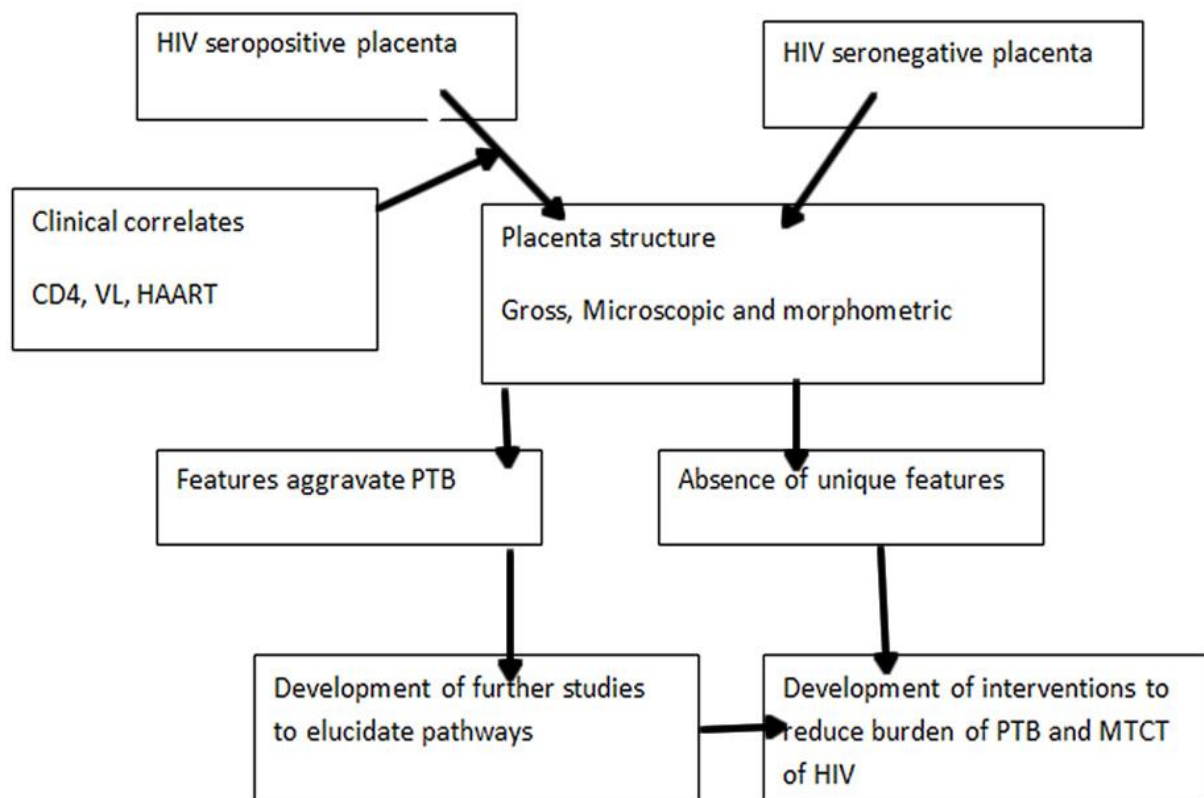 HIV seropositive placenta
HIV seronegative placenta
Clinical correlates
CD4, VL, HAART
Placenta structure
Gross, Microscopic and morphometric
Features aggravate PTB
Absence of unique features
Development of further studies
to elucidate pathways
Development of interventions to
reduce burden of PTB and MTCT
of HIV